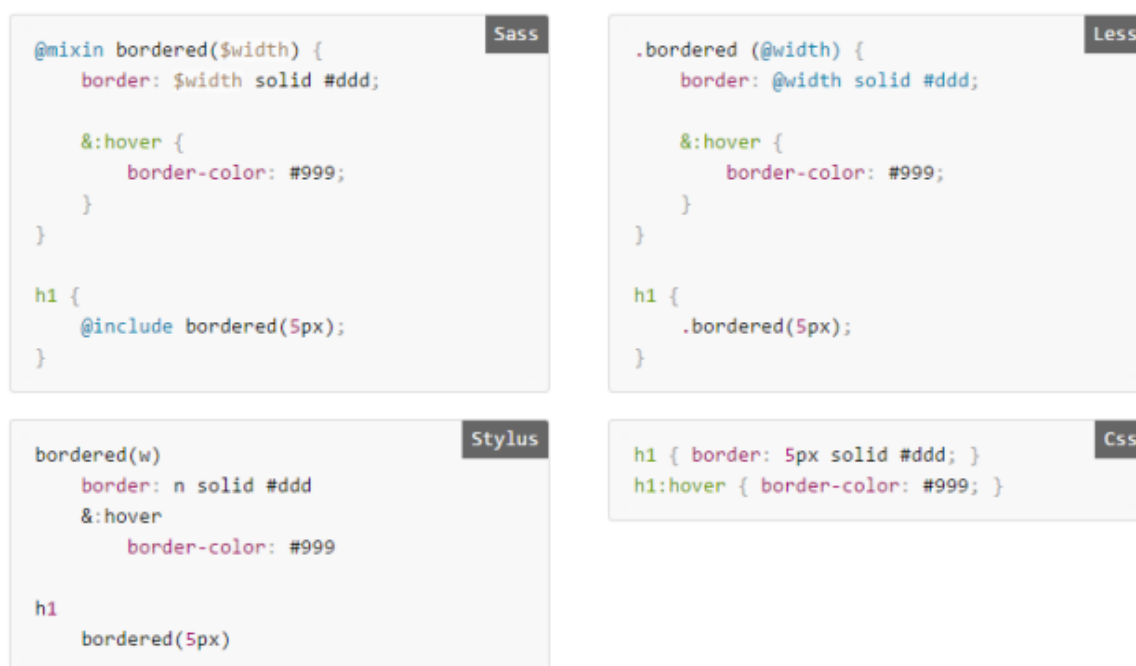 Sass
@mixin bordered($width) {
    border: $width solid #ddd;

    &:hover {
        border-color: #999;
    }
}

h1 {
    @include bordered(5px);
}
Less
.bordered (@width) {
    border: @width solid #ddd;

    &:hover {
        border-color: #999;
    }
}

h1 {
    .bordered(5px);
}
Stylus
bordered(w)
    border: n solid #ddd
    &:hover
        border-color: #999

h1
    bordered(5px)
Css
h1 { border: 5px solid #ddd; }
h1:hover { border-color: #999; }